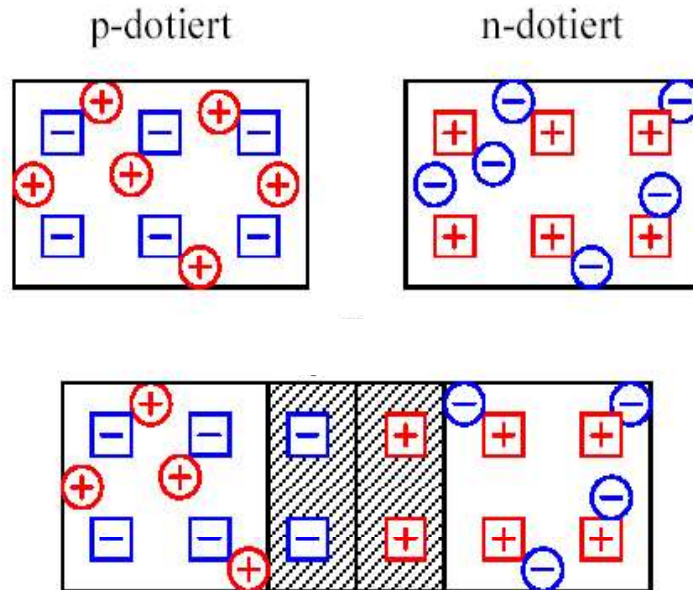 p-dotiert n-dotiert
+ + +
− − −
+ + +
− − −
+
− −
+ + +
− −
− −
+ + +
−
+ − −
− − − + + +
+ + −
− − − + + +
+ −